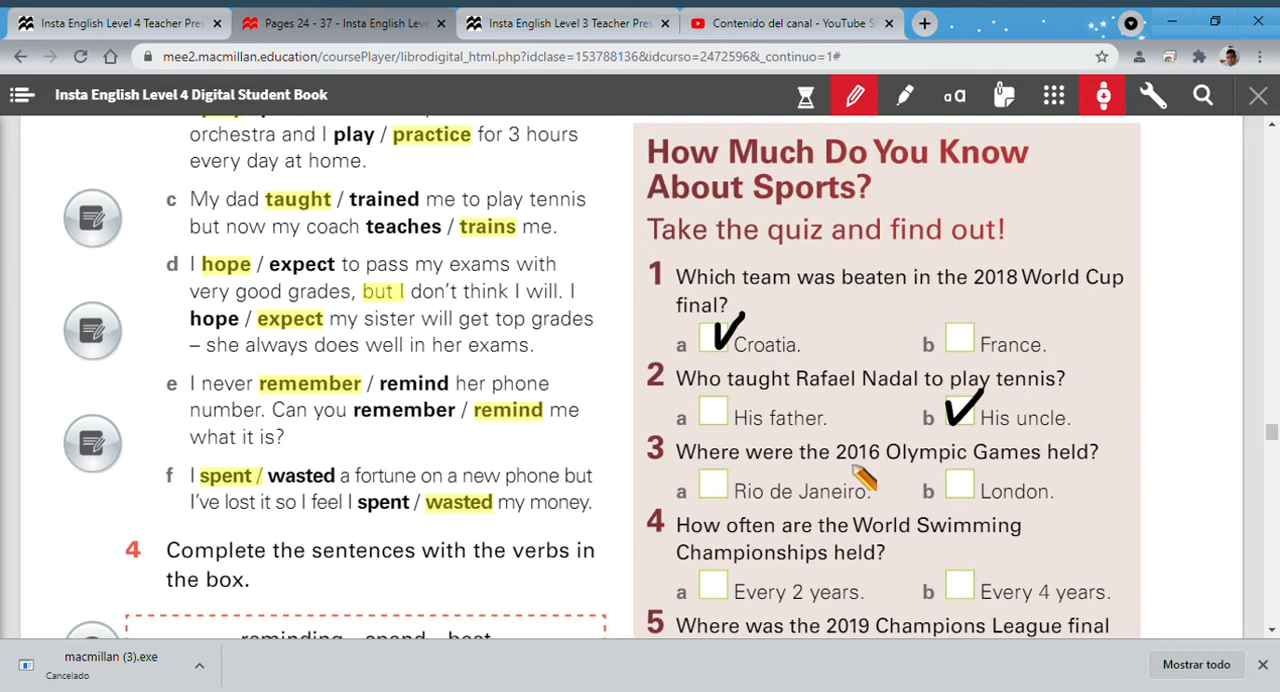 Insta English Level 4 Teacher Pre
Pages 24 - 37 - Insta English Leve
Insta English Level 3 Teacher Pre
Contenido del canal - YouTube S
mee2.macmillan.education/coursePlayer/librodigital_html.php?idclase=153788136&idcurso=2472596&_continuo=1#
Insta English Level 4 Digital Student Book
aa
orchestra and I play / practice for 3 hours
every day at home.
c My dad taught / trained me to play tennis
but now my coach teaches / trains me.
d I hope / expect to pass my exams with
very good grades, but I don't think I will. I
hope / expect my sister will get top grades
– she always does well in her exams.
e I never remember / remind her phone
number. Can you remember / remind me
what it is?
f I spent / wasted a fortune on a new phone but
I've lost it so I feel I spent / wasted my money.
4 Complete the sentences with the verbs in
the box.
reminding spend beat
How Much Do You Know
About Sports?
Take the quiz and find out!
1 Which team was beaten in the 2018 World Cup
final?
a Croatia. b France.
2 Who taught Rafael Nadal to play tennis?
a His father. b His uncle.
3 Where were the 2016 Olympic Games held?
a Rio de Janeiro. b London.
4 How often are the World Swimming
Championships held?
a Every 2 years. b Every 4 years.
5 Where was the 2019 Champions League final
macmillan (3).exe
Cancelado
Mostrar todo